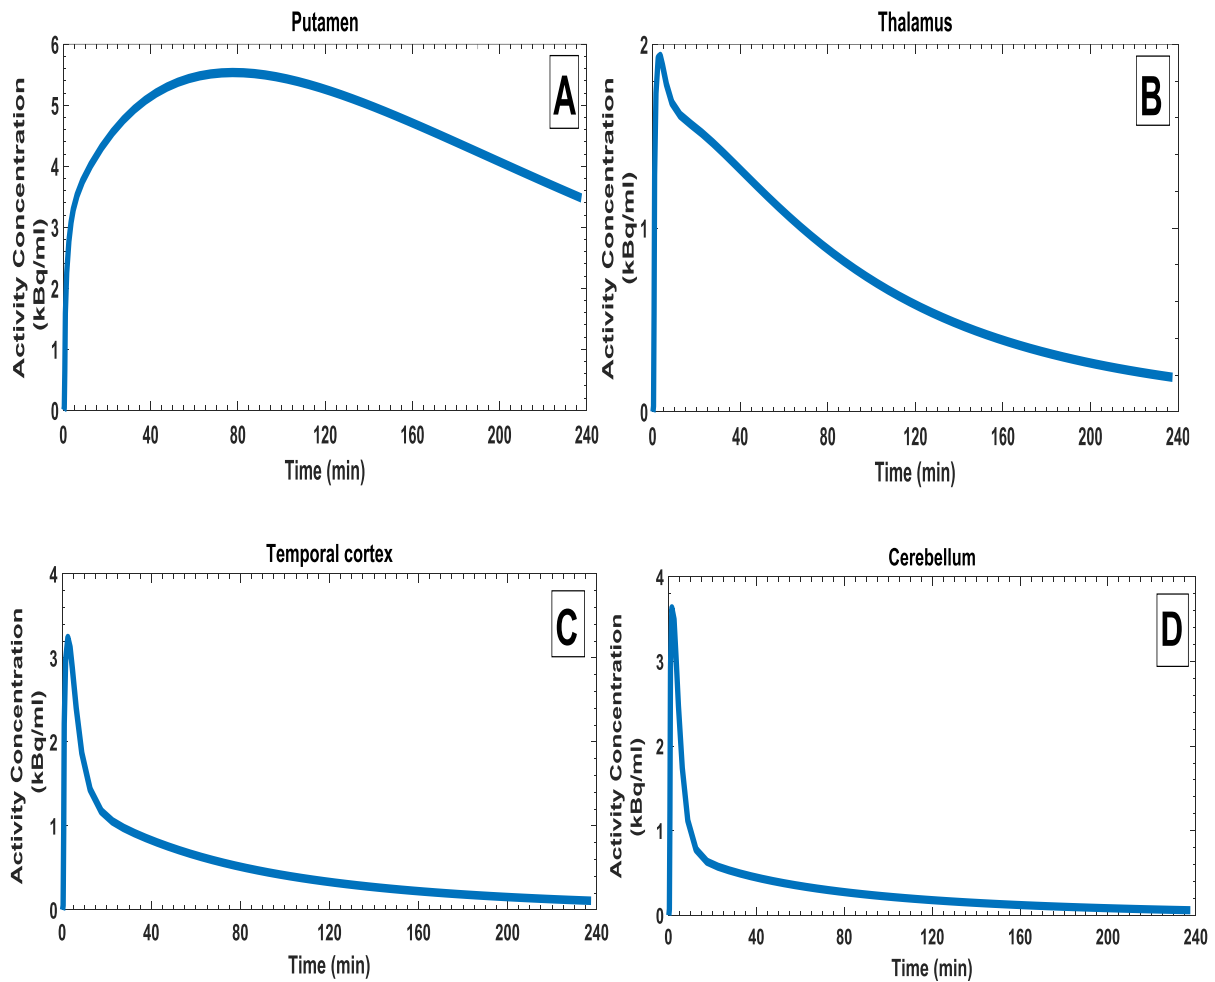 Putamen
A
Activity Concentration
(kBq/ml)
6
5
4
3
2
1
0
0 40 80 120 160 200 240
Time (min)
Thalamus
B
Activity Concentration
(kBq/ml)
2
1
0
0 40 80 120 160 200 240
Time (min)
Temporal cortex
C
Activity Concentration
(kBq/ml)
4
3
2
1
0
0 40 80 120 160 200 240
Time (min)
Cerebellum
D
Activity Concentration
(kBq/ml)
4
3
2
1
0
0 40 80 120 160 200 240
Time (min)